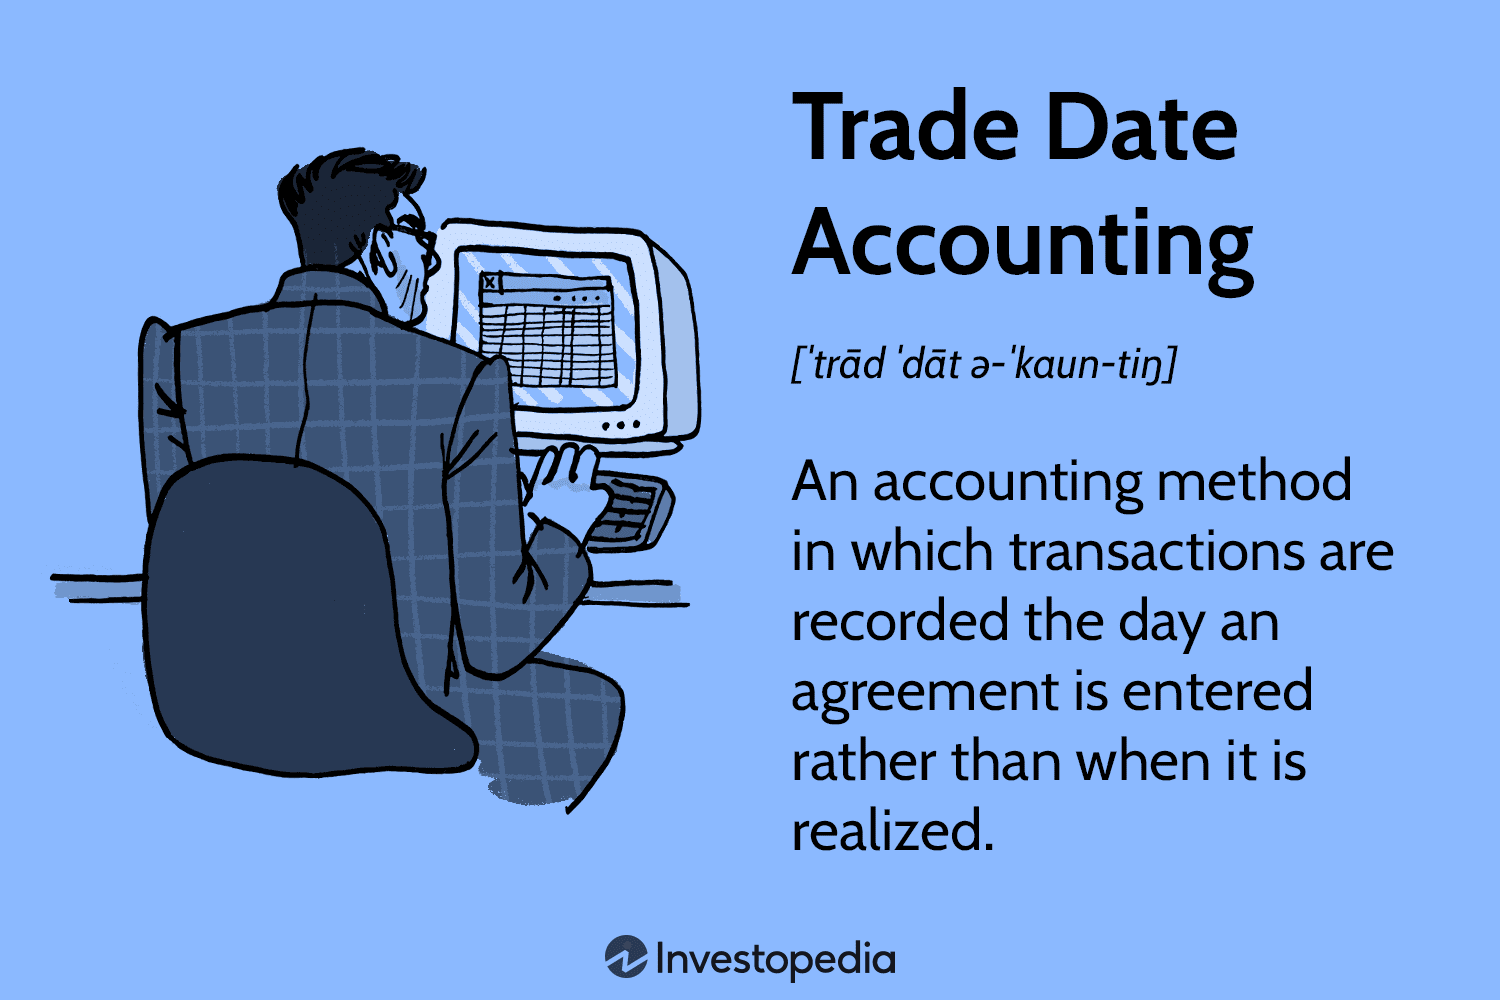 Trade Date
Accounting
[ˈtrād ˈdāt ə-ˈkaun-tiŋ]
An accounting method
in which transactions are
recorded the day an
agreement is entered
rather than when it is
realized.
X
Investopedia